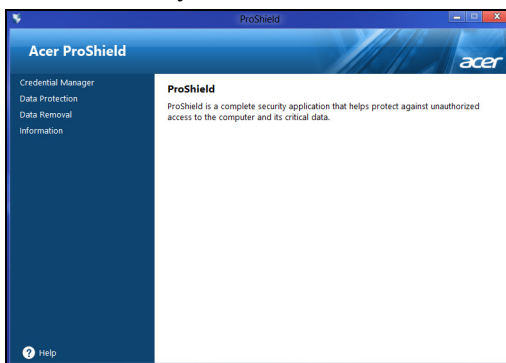 ProShield
Acer ProShield
acer
Credential Manager
Data Protection
Data Removal
Information
ProShield
ProShield is a complete security application that helps protect against unauthorized
access to the computer and its critical data.
? Help